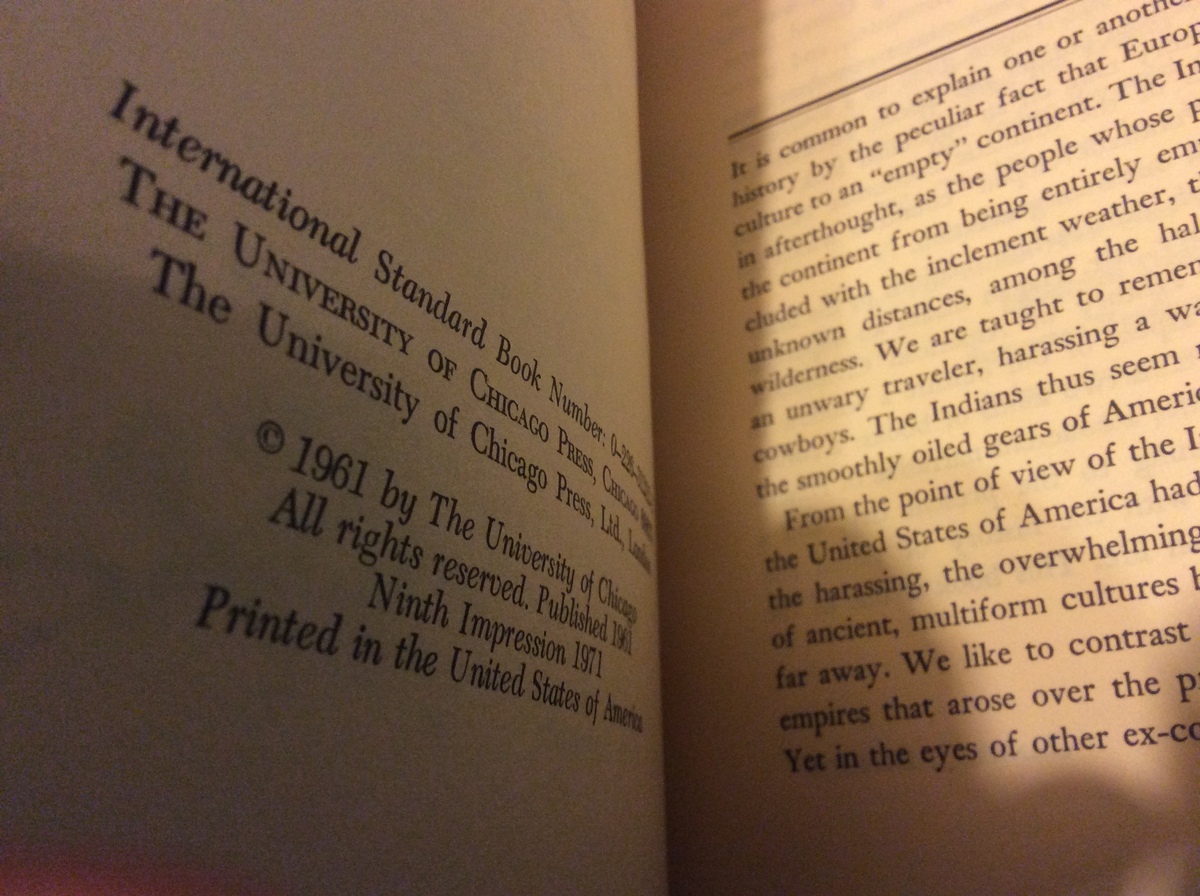 International Standard Book Number: 0-226-
THE UNIVERSITY OF CHICAGO PRESS, CHICAGO
The University of Chicago Press, Ltd., London
© 1961 by The University of Chicago
All rights reserved. Published 1961
Ninth Impression 1971
Printed in the United States of America
It is common to explain one or another
history by the peculiar fact that Europ
culture to an “empty” continent. The In
in afterthought, as the people whose p
the continent from being entirely emp
cluded with the inclement weather, th
unknown distances, among the hal
wilderness. We are taught to remem
an unwary traveler, harassing a wa
cowboys. The Indians thus seem
the smoothly oiled gears of Americ
From the point of view of the I
the United States of America had
the harassing, the overwhelming
of ancient, multiform cultures
far away. We like to contrast
empires that arose over the p
Yet in the eyes of other ex-co